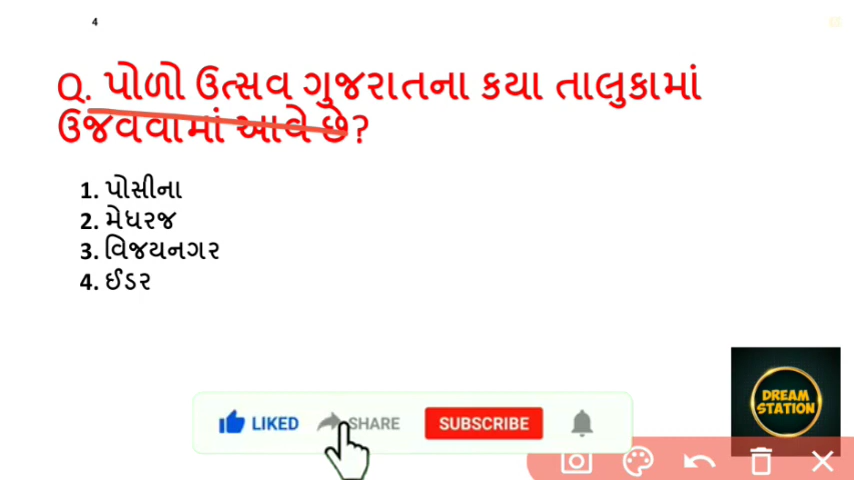 4
Q. પોળો ઉત્સવ ગુજરાતના કયા તાલુકામાં
ઉજવવામાં આવે છે?
1. પોસીના
2. મેઘરજ
3. વિજયનગર
4. ઈડર
DREAM
STATION
LIKED SHARE SUBSCRIBE